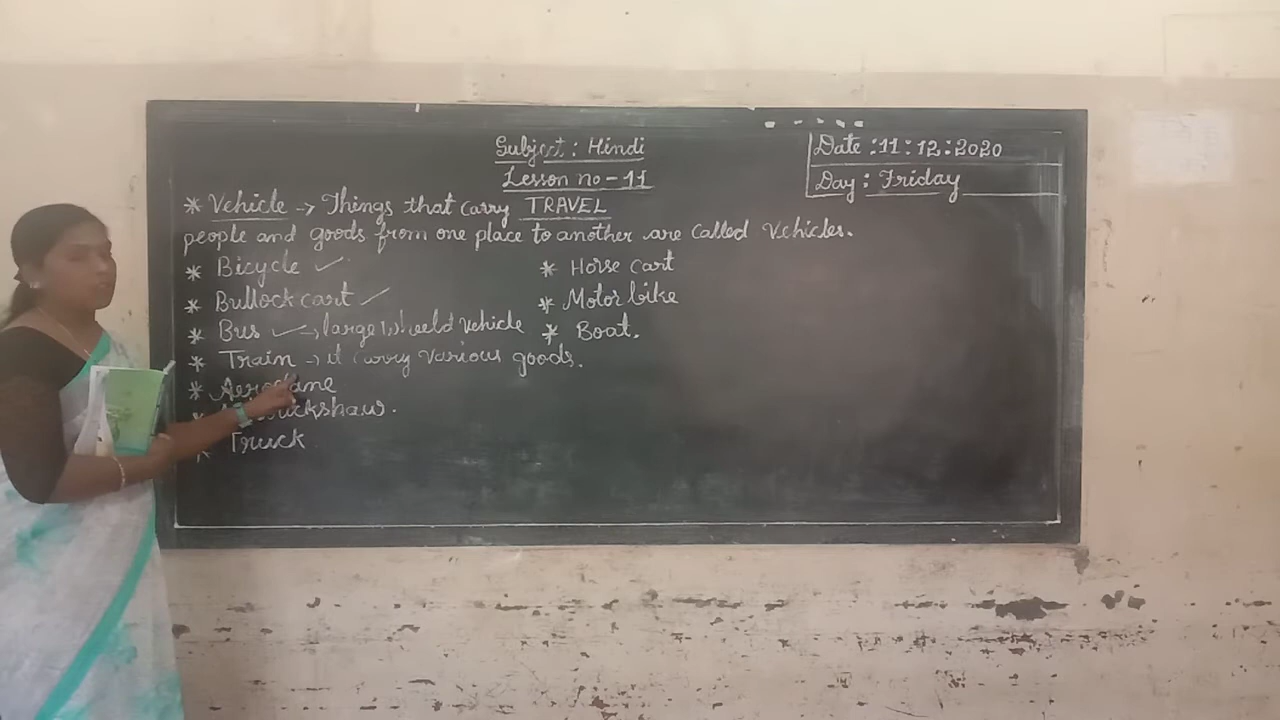 Subject : Hindi
Lesson no - 11
Date : 11 : 12 : 2020
Day : Friday
* Vehicle -> Things that carry TRAVEL
people and goods from one place to another are called Vehicles.
* Bicycle ✓
* Bullock cart ✓
* Bus ✓ -> large vehicle
* Train -> it carry various goods.
* Truck
* Horse cart
* Motor bike
* Boat.